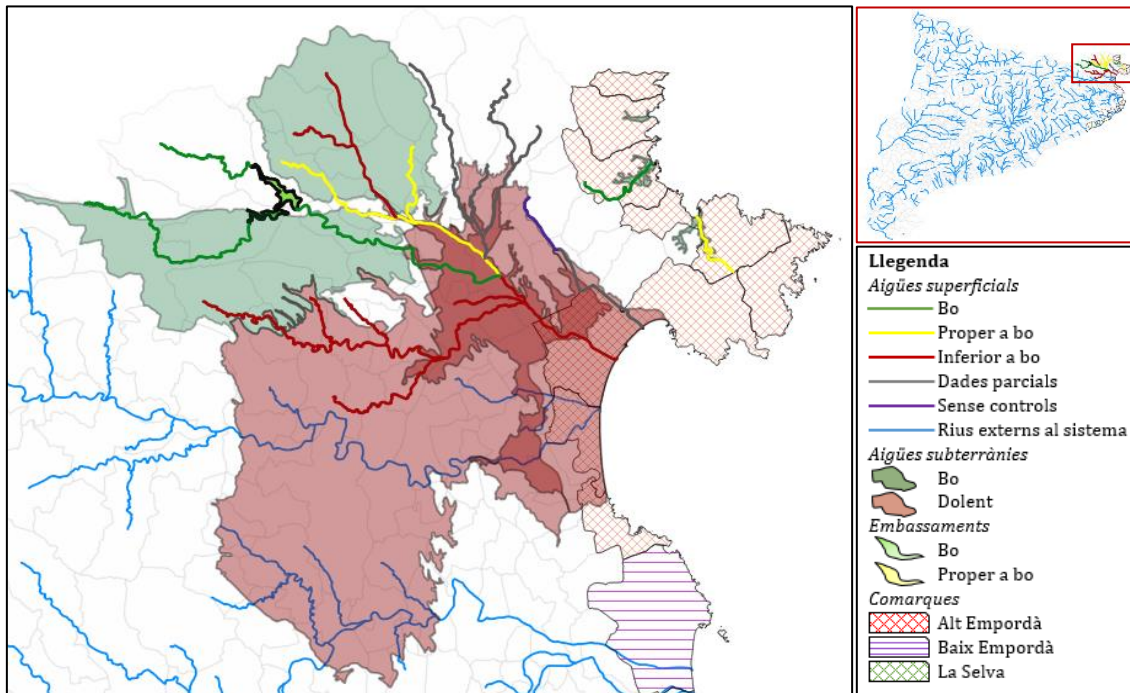 Llegenda
Aigües superficials
Bo
Proper a bo
Inferior a bo
Dades parcials
Sense controls
Rius externs al sistema
Aigües subterrànies
Bo
Dolent
Embassaments
Bo
Proper a bo
Comarques
Alt Empordà
Baix Empordà
La Selva